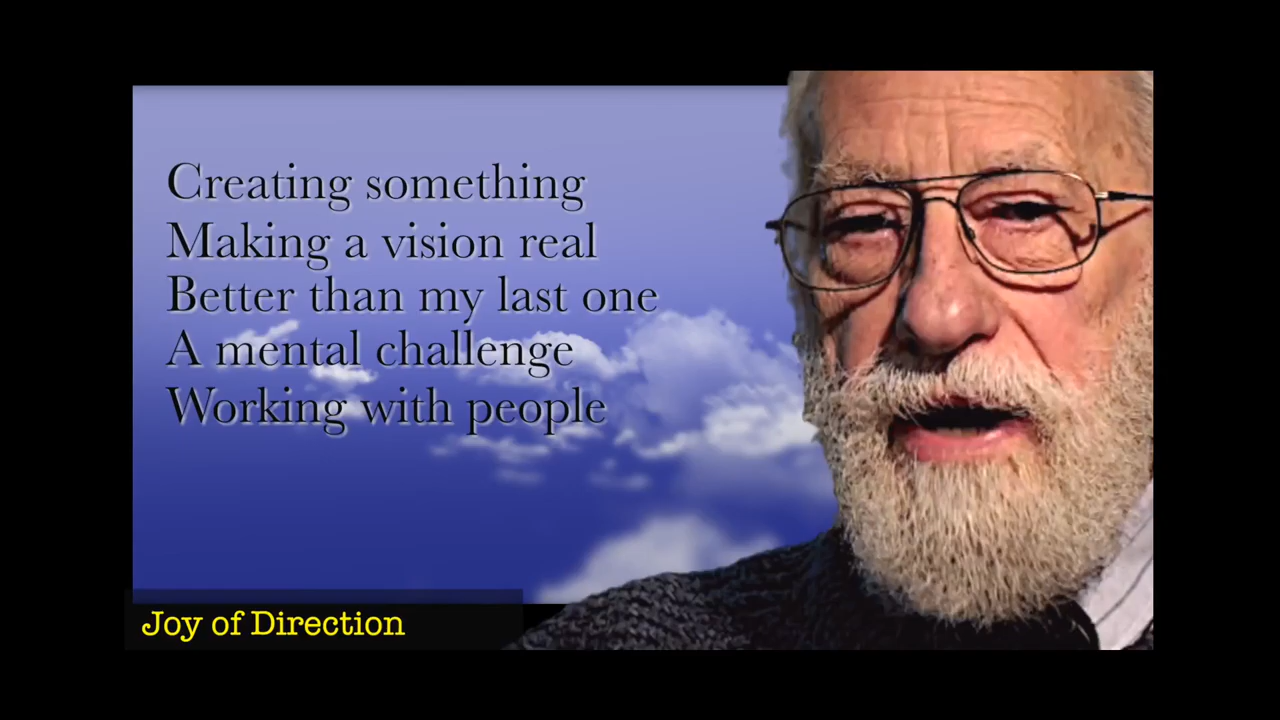 Creating something
Making a vision real
Better than my last one
A mental challenge
Working with people
Joy of Direction